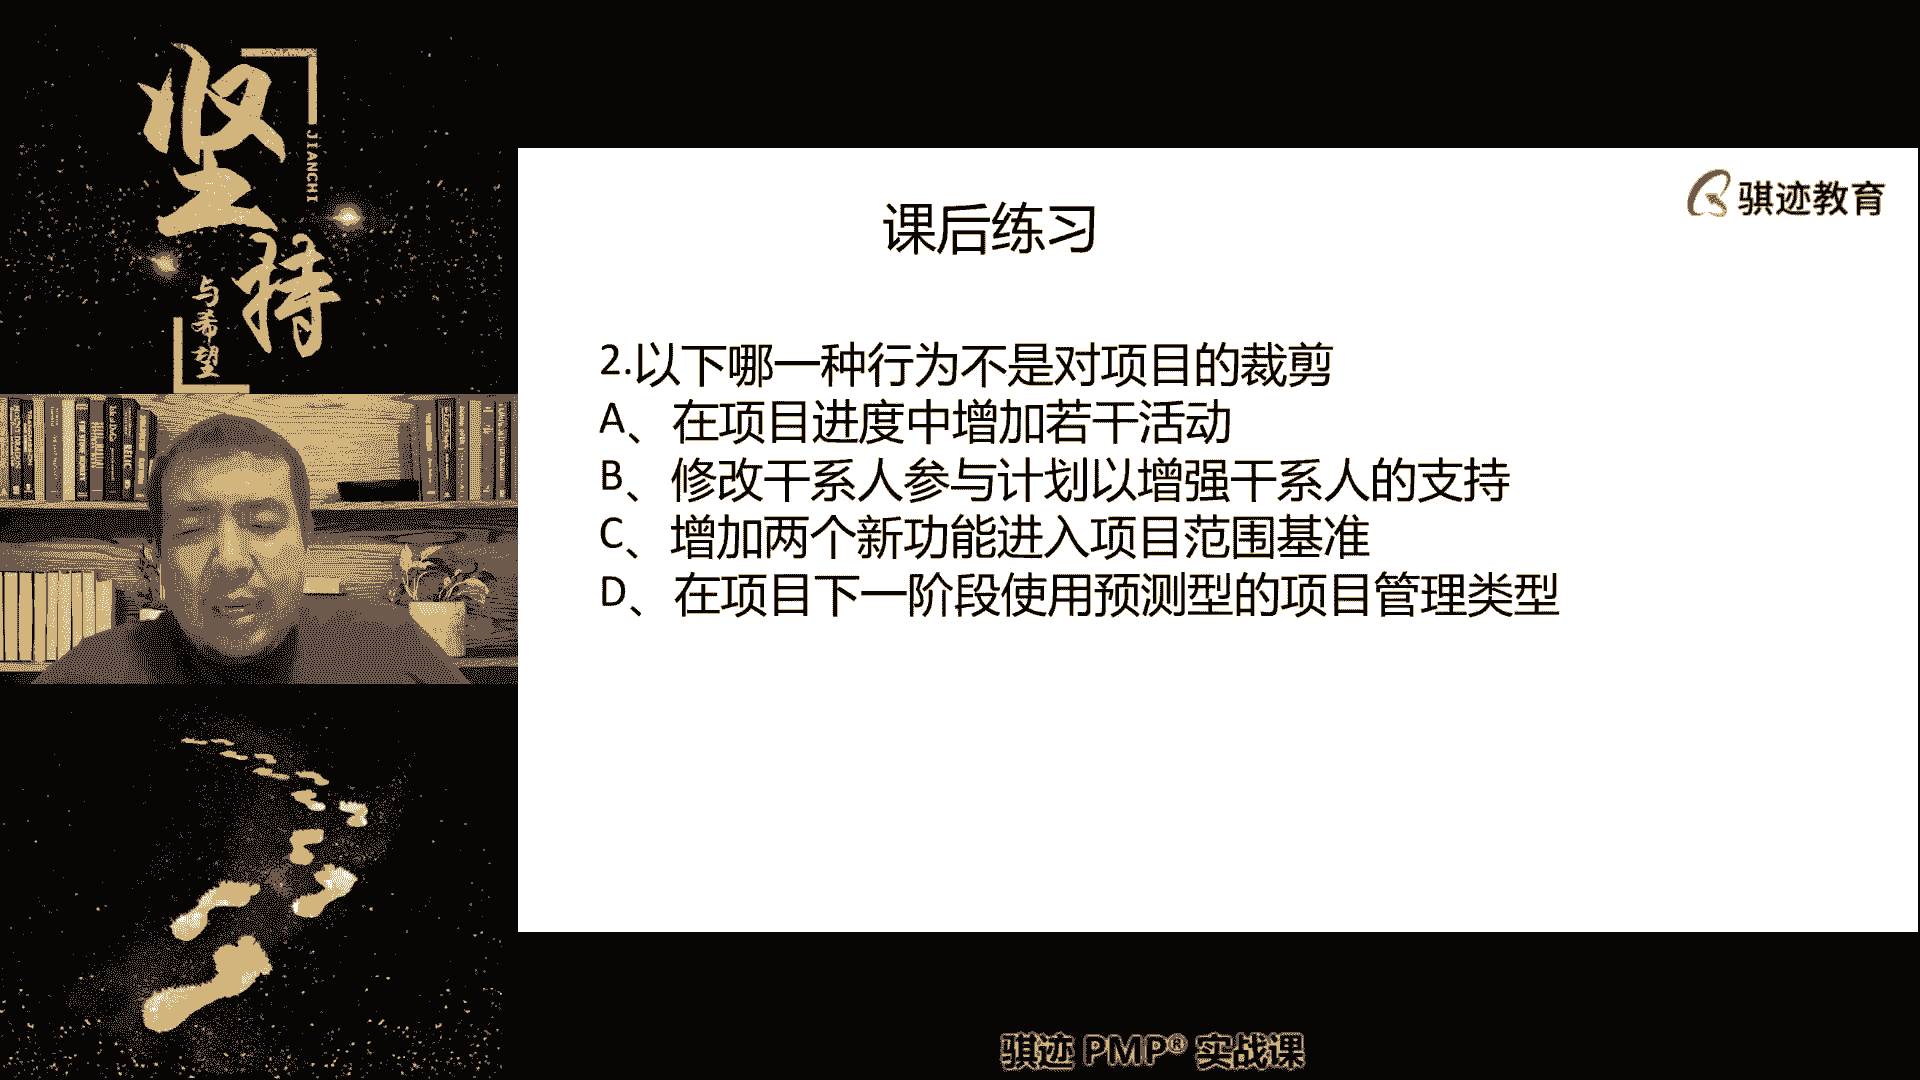 坚持
JIANCHI
与希望
骐迹教育
课后练习
2.以下哪一种行为不是对项目的裁剪
A、在项目进度中增加若干活动
B、修改干系人参与计划以增强干系人的支持
C、增加两个新功能进入项目范围基准
D、在项目下一阶段使用预测型的项目管理类型
骐迹 PMP® 实战课